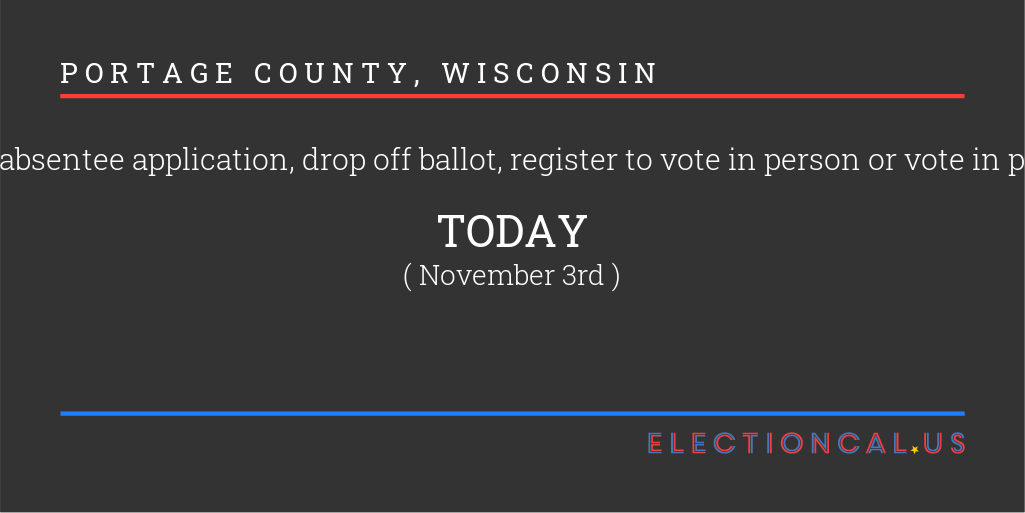 PORTAGE COUNTY, WISCONSIN
absentee application, drop off ballot, register to vote in person or vote in p
TODAY
( November 3rd )
ELECTIONCAL.US